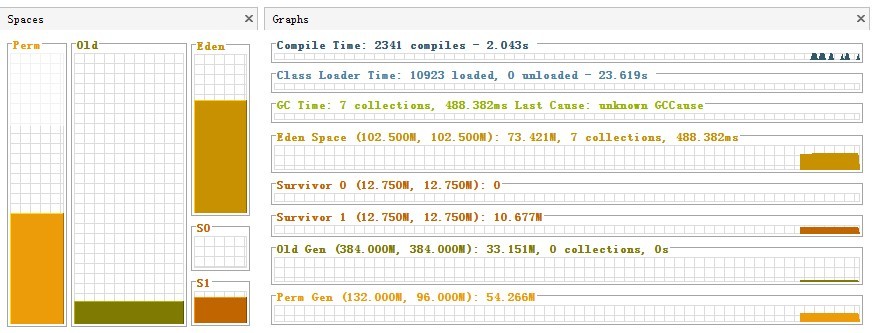 Spaces
Graphs
Perm
Old
Eden
S0
S1
Compile Time: 2341 compiles - 2.043s
Class Loader Time: 10923 loaded, 0 unloaded - 23.619s
GC Time: 7 collections, 488.382ms Last Cause: unknown GCCause
Eden Space (102.500M, 102.500M): 73.421M, 7 collections, 488.382ms
Survivor 0 (12.750M, 12.750M): 0
Survivor 1 (12.750M, 12.750M): 10.677M
Old Gen (384.000M, 384.000M): 33.151M, 0 collections, 0s
Perm Gen (132.000M, 96.000M): 54.266M